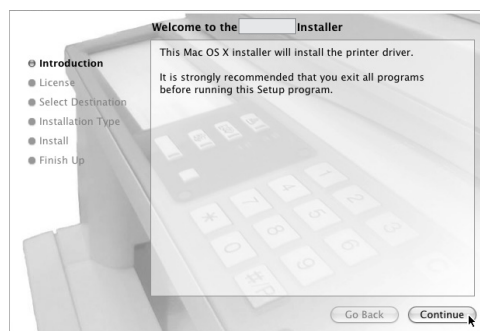 Welcome to the Installer
Introduction
License
Select Destination
Installation Type
Install
Finish Up
This Mac OS X installer will install the printer driver.
It is strongly recommended that you exit all programs
before running this Setup program.
Go Back
Continue